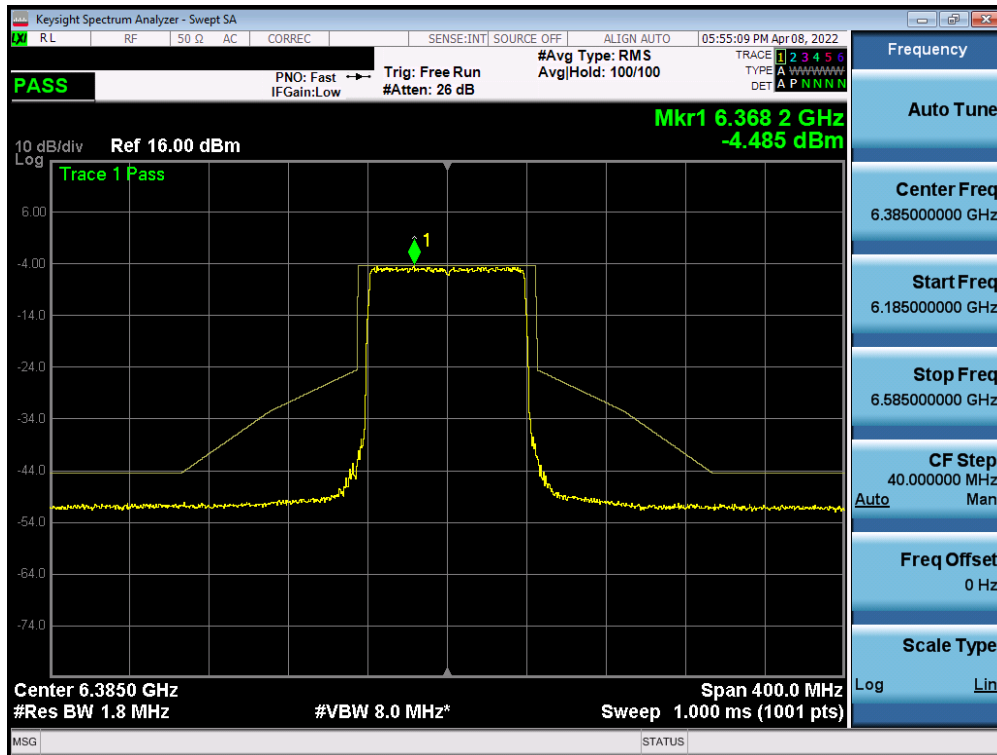 Keysight Spectrum Analyzer - Swept SA
LXI RL RF 50 Ω AC CORREC SENSE:INT SOURCE OFF ALIGN AUTO 05:55:09 PM Apr 08, 2022
PASS
PNO: Fast
IFGain:Low
Trig: Free Run
#Atten: 26 dB
#Avg Type: RMS
Avg|Hold: 100/100
TRACE 1 2 3 4 5 6
TYPE A WWWWW
DET A P N N N N
Mkr1 6.368 2 GHz
-4.485 dBm
10 dB/div Ref 16.00 dBm
Log
Trace 1 Pass
1
6.00
-4.00
-14.0
-24.0
-34.0
-44.0
-54.0
-64.0
-74.0
Center 6.3850 GHz Span 400.0 MHz
#Res BW 1.8 MHz #VBW 8.0 MHz* Sweep 1.000 ms (1001 pts)
MSG STATUS
Frequency
Auto Tune
Center Freq
6.385000000 GHz
Start Freq
6.185000000 GHz
Stop Freq
6.585000000 GHz
CF Step
40.000000 MHz
Auto Man
Freq Offset
0 Hz
Scale Type
Log Lin